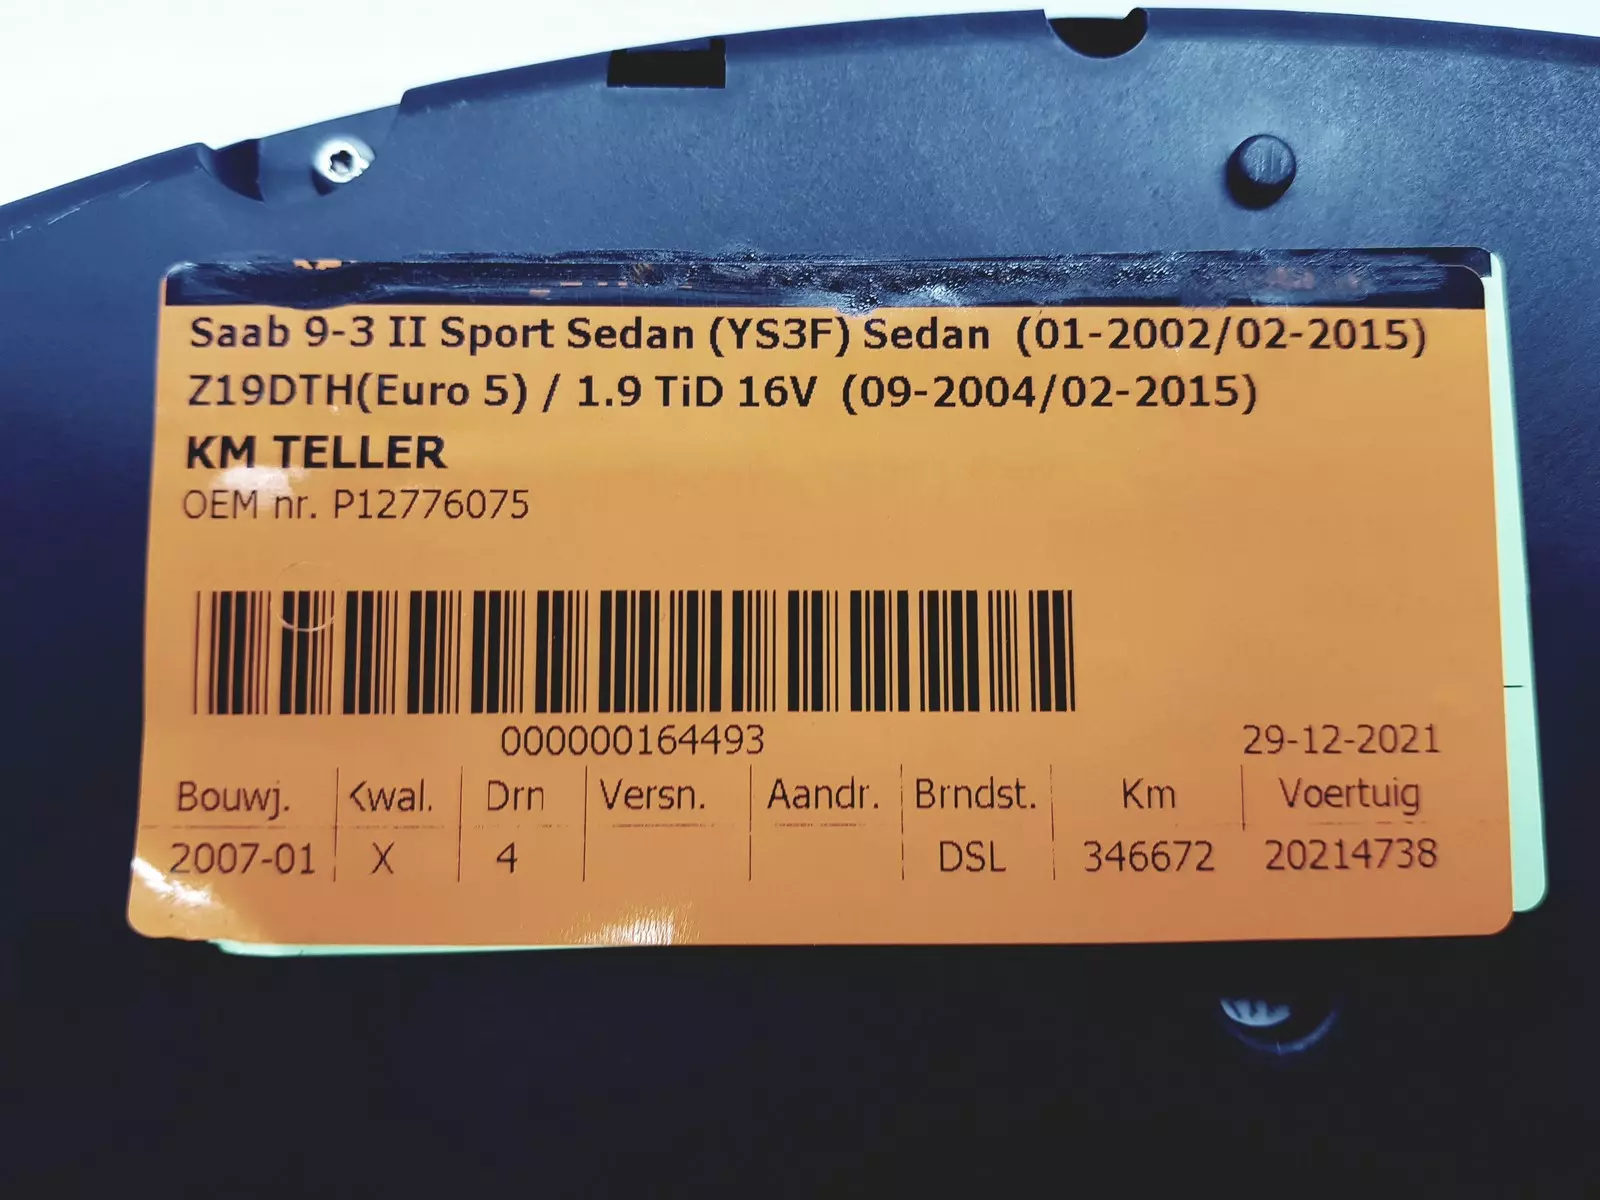 Saab 9-3 II Sport Sedan (YS3F) Sedan (01-2002/02-2015)
Z19DTH(Euro 5) / 1.9 TiD 16V (09-2004/02-2015)
KM TELLER
OEM nr. P12776075
000000164493 29-12-2021
Bouwj. Kwal. Drn Versn. Aandr. Brndst. Km Voertuig
2007-01 X 4 DSL 346672 20214738